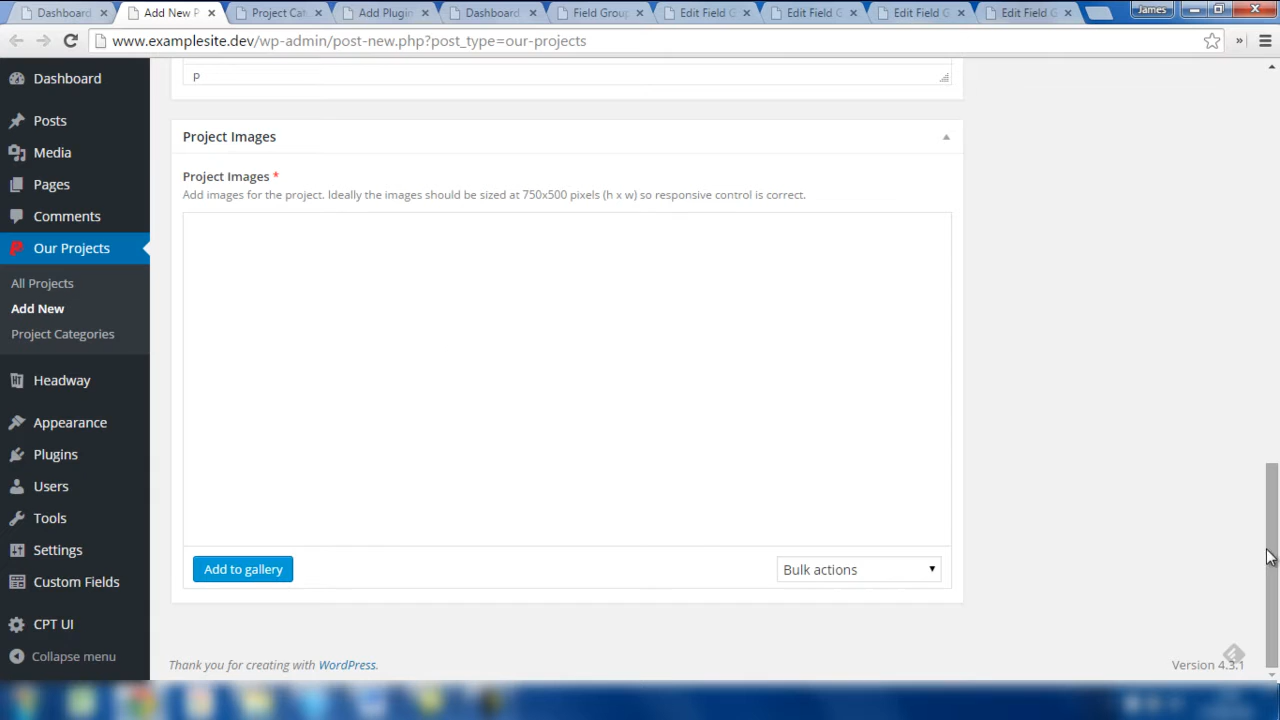 Dashboard
Add New P
Project Cat
Add Plugin
Dashboard
Field Group
Edit Field G
Edit Field G
Edit Field G
Edit Field G
James
www.examplesite.dev/wp-admin/post-new.php?post_type=our-projects
Dashboard
Posts
Media
Pages
Comments
Our Projects
All Projects
Add New
Project Categories
Headway
Appearance
Plugins
Users
Tools
Settings
Custom Fields
CPT UI
Collapse menu
p
Project Images
Project Images *
Add images for the project. Ideally the images should be sized at 750x500 pixels (h x w) so responsive control is correct.
Add to gallery
Bulk actions
Thank you for creating with WordPress.
Version 4.3.1